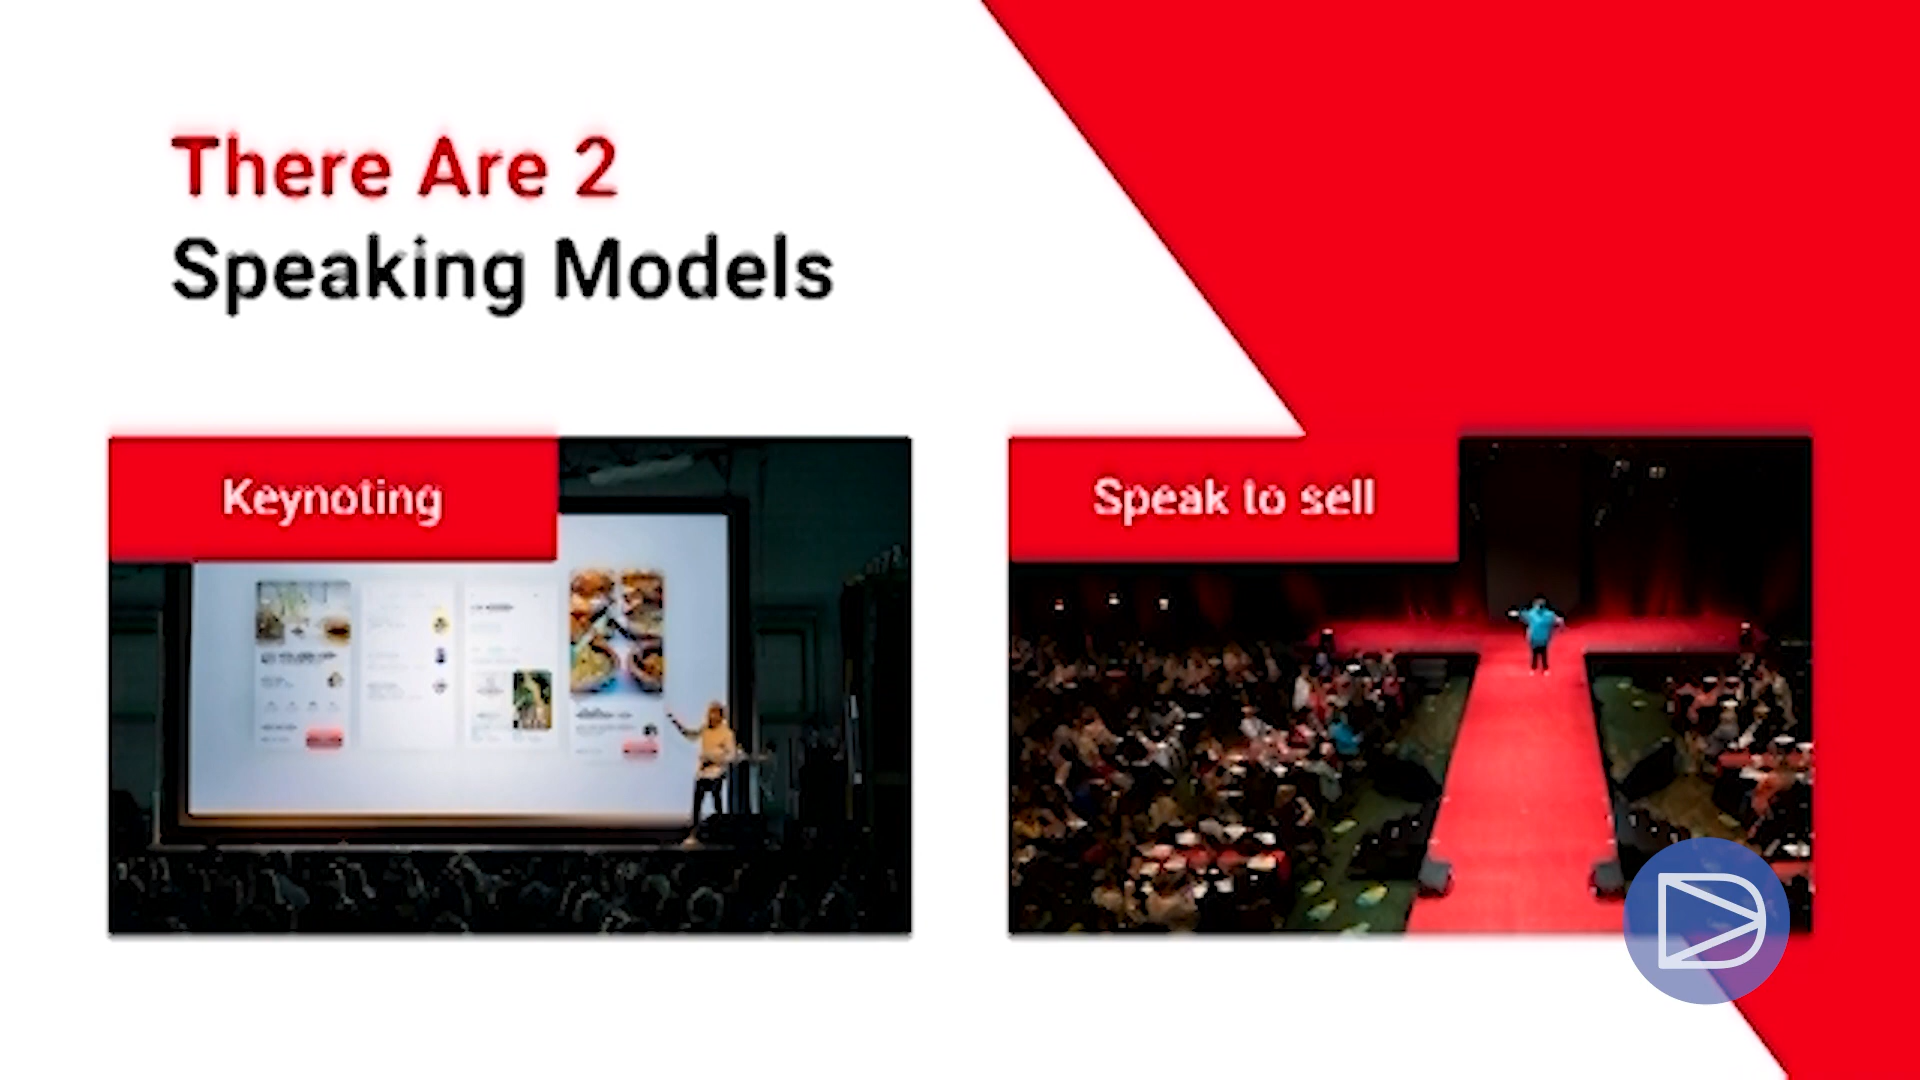 There Are 2
Speaking Models
Keynoting
Speak to sell